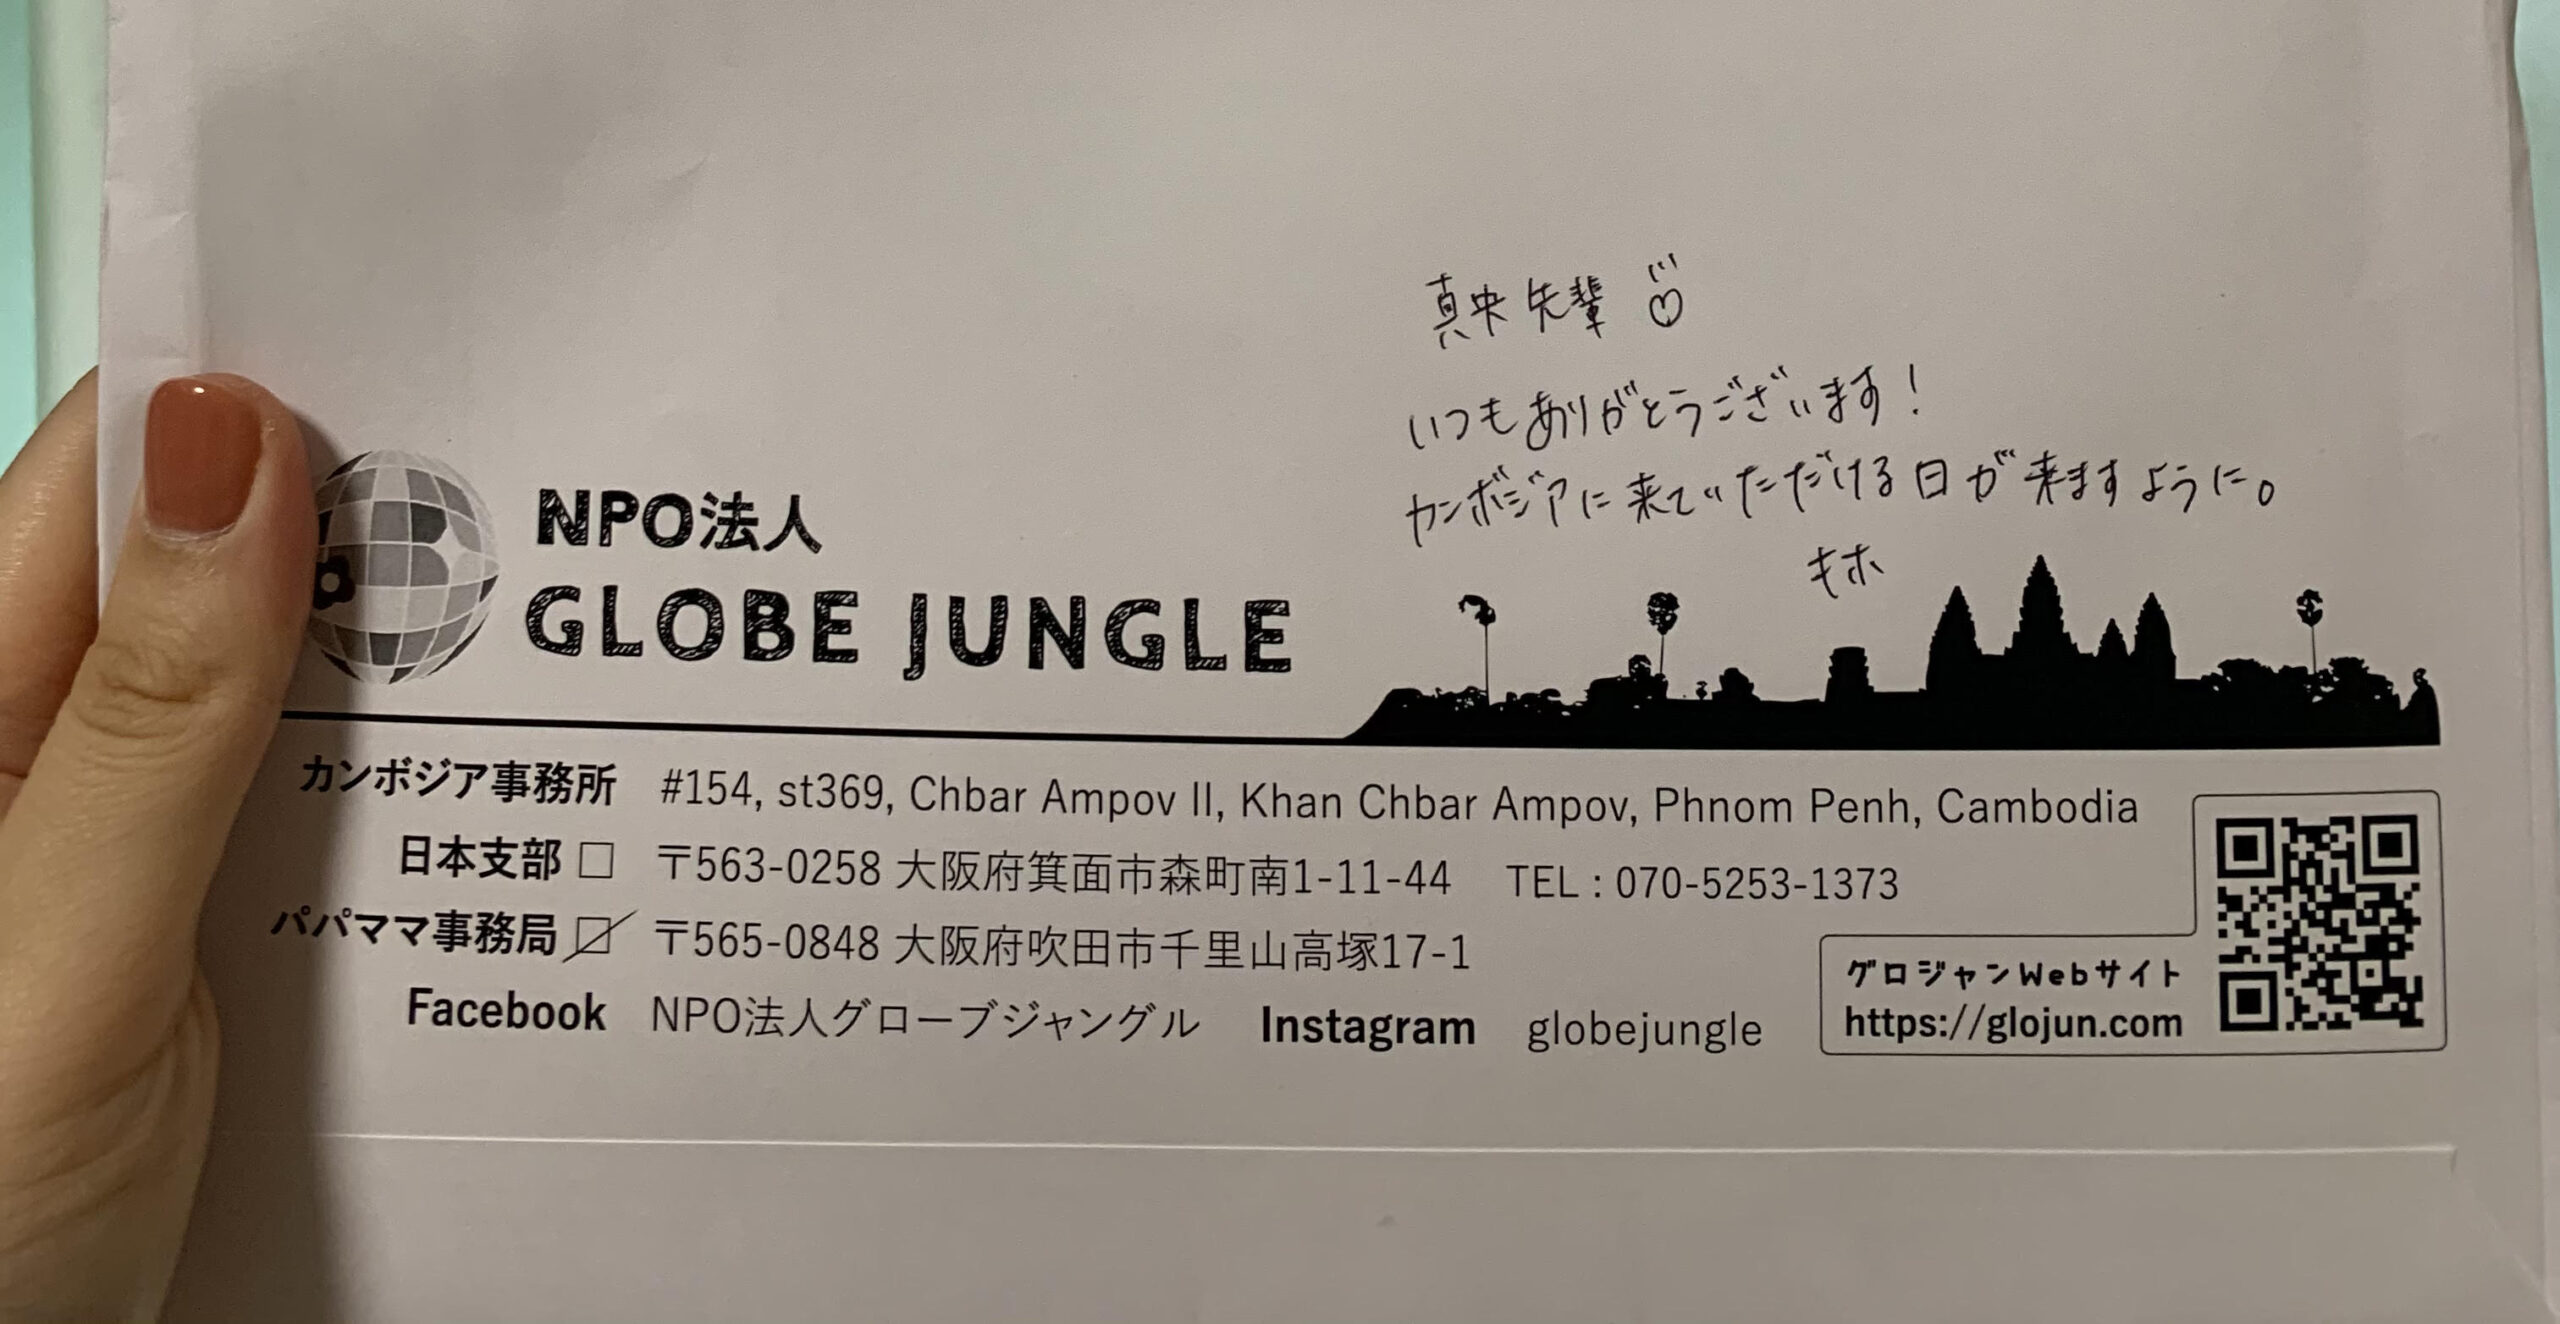 真央先輩
いつもありがとうございます！
カンボジアに来ていただける日が来ますように。
キホ
NPO法人
GLOBE JUNGLE
カンボジア事務所 #154, st369, Chbar Ampov II, Khan Chbar Ampov, Phnom Penh, Cambodia
日本支部 □ 〒563-0258 大阪府箕面市森町南1-11-44 TEL : 070-5253-1373
パパママ事務局 ☑ 〒565-0848 大阪府吹田市千里山高塚17-1
Facebook NPO法人グローブジャングル Instagram globejungle
グロジャンWebサイト
https://glojun.com